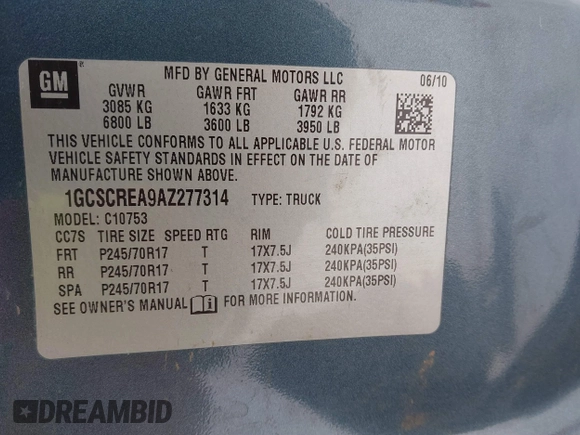 GM
MFD BY GENERAL MOTORS LLC 06/10
GVWR GAWR FRT GAWR RR
3085 KG 1633 KG 1792 KG
6800 LB 3600 LB 3950 LB
THIS VEHICLE CONFORMS TO ALL APPLICABLE U.S. FEDERAL MOTOR
VEHICLE SAFETY STANDARDS IN EFFECT ON THE DATE OF
MANUFACTURE SHOWN ABOVE.
1GCSCREA9AZ277314 TYPE: TRUCK
MODEL: C10753
CC7S TIRE SIZE SPEED RTG RIM COLD TIRE PRESSURE
FRT P245/70R17 T 17X7.5J 240KPA(35PSI)
RR P245/70R17 T 17X7.5J 240KPA(35PSI)
SPA P245/70R17 T 17X7.5J 240KPA(35PSI)
SEE OWNER'S MANUAL FOR MORE INFORMATION.
DREAMBID